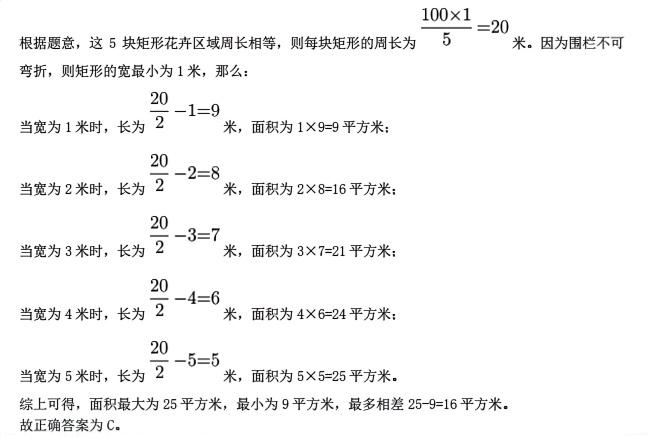 根据题意，这 5 块矩形花卉区域周长相等，则每块矩形的周长为 \frac{100×1}{5}=20 米。因为围栏不可
弯折，则矩形的宽最小为 1 米，那么：
当宽为 1 米时，长为 \frac{20}{2}-1=9 米，面积为 1×9=9 平方米；
当宽为 2 米时，长为 \frac{20}{2}-2=8 米，面积为 2×8=16 平方米；
当宽为 3 米时，长为 \frac{20}{2}-3=7 米，面积为 3×7=21 平方米；
当宽为 4 米时，长为 \frac{20}{2}-4=6 米，面积为 4×6=24 平方米；
当宽为 5 米时，长为 \frac{20}{2}-5=5 米，面积为 5×5=25 平方米。
综上可得，面积最大为 25 平方米，最小为 9 平方米，最多相差 25-9=16 平方米。
故正确答案为 C。